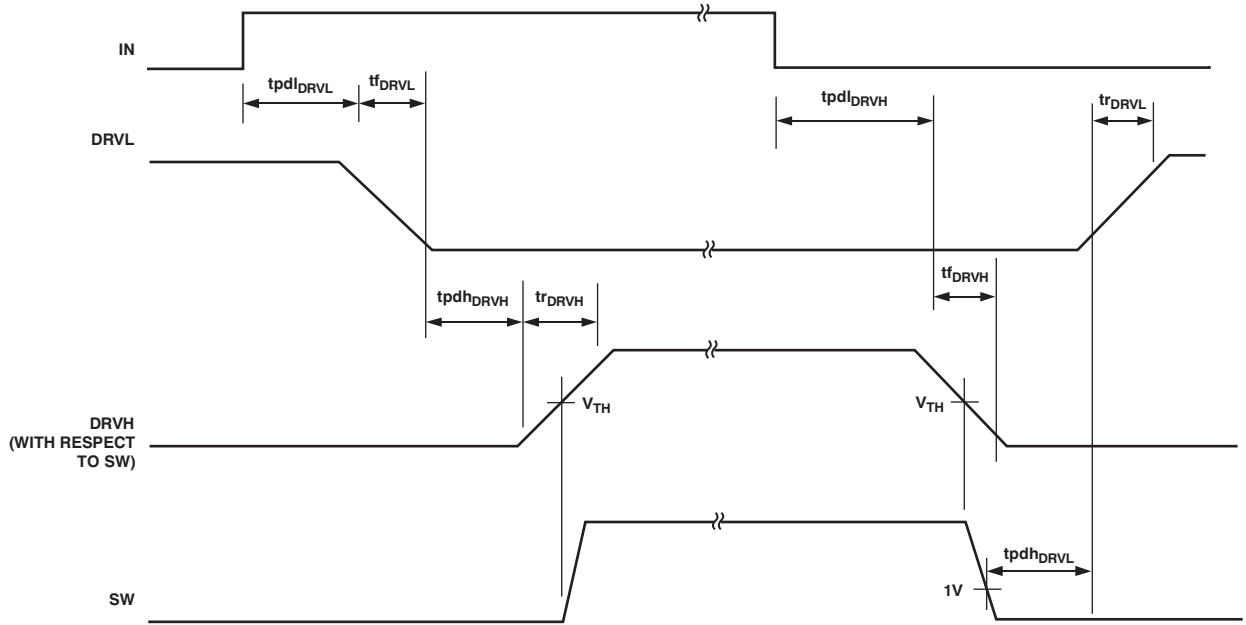 IN
tpdlDRVL
tfDRVL
tpdlDRVH
trDRVL
DRVL
tpdhDRVH
trDRVH
tfDRVH
VTH
VTH
DRVH
(WITH RESPECT
TO SW)
tpdhDRVL
1V
SW